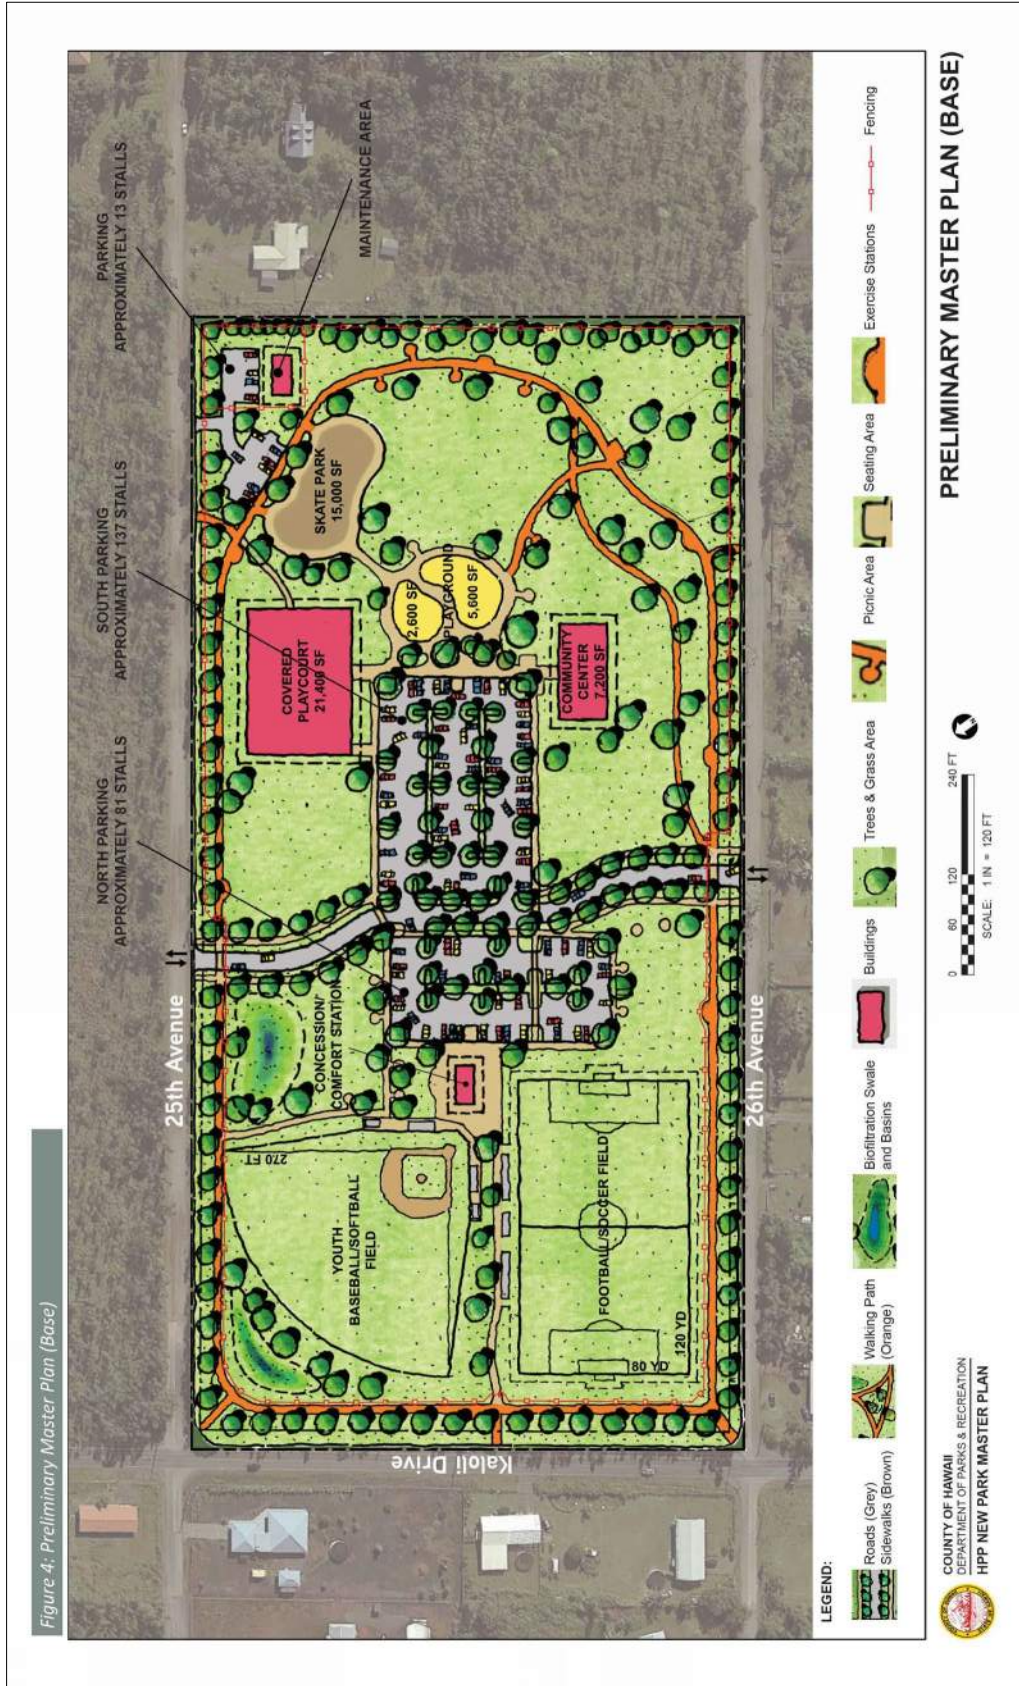 Figure 4: Preliminary Master Plan (Base)
NORTH PARKING
APPROXIMATELY 81 STALLS
SOUTH PARKING
APPROXIMATELY 137 STALLS
PARKING
APPROXIMATELY 13 STALLS
MAINTENANCE AREA
25th Avenue
Kaloli Drive
26th Avenue
270 FT
YOUTH -
BASEBALL/SOFTBALL
FIELD
CONCESSION/
COMFORT STATION
FOOTBALL/SOCCER FIELD
80 YD
120 YD
COVERED
PLAYCOURT
21,400 SF
SKATE PARK
15,000 SF
2,600 SF
PLAYGROUND
5,600 SF
COMMUNITY
CENTER
7,200 SF
LEGEND:
Roads (Grey)
Sidewalks (Brown)
Walking Path
(Orange)
Biofiltration Swale
and Basins
Buildings
Trees & Grass Area
Picnic Area
Seating Area
Exercise Stations
Fencing
COUNTY OF HAWAII
DEPARTMENT OF PARKS & RECREATION
HPP NEW PARK MASTER PLAN
0 60 120 240 FT
SCALE: 1 IN = 120 FT
PRELIMINARY MASTER PLAN (BASE)